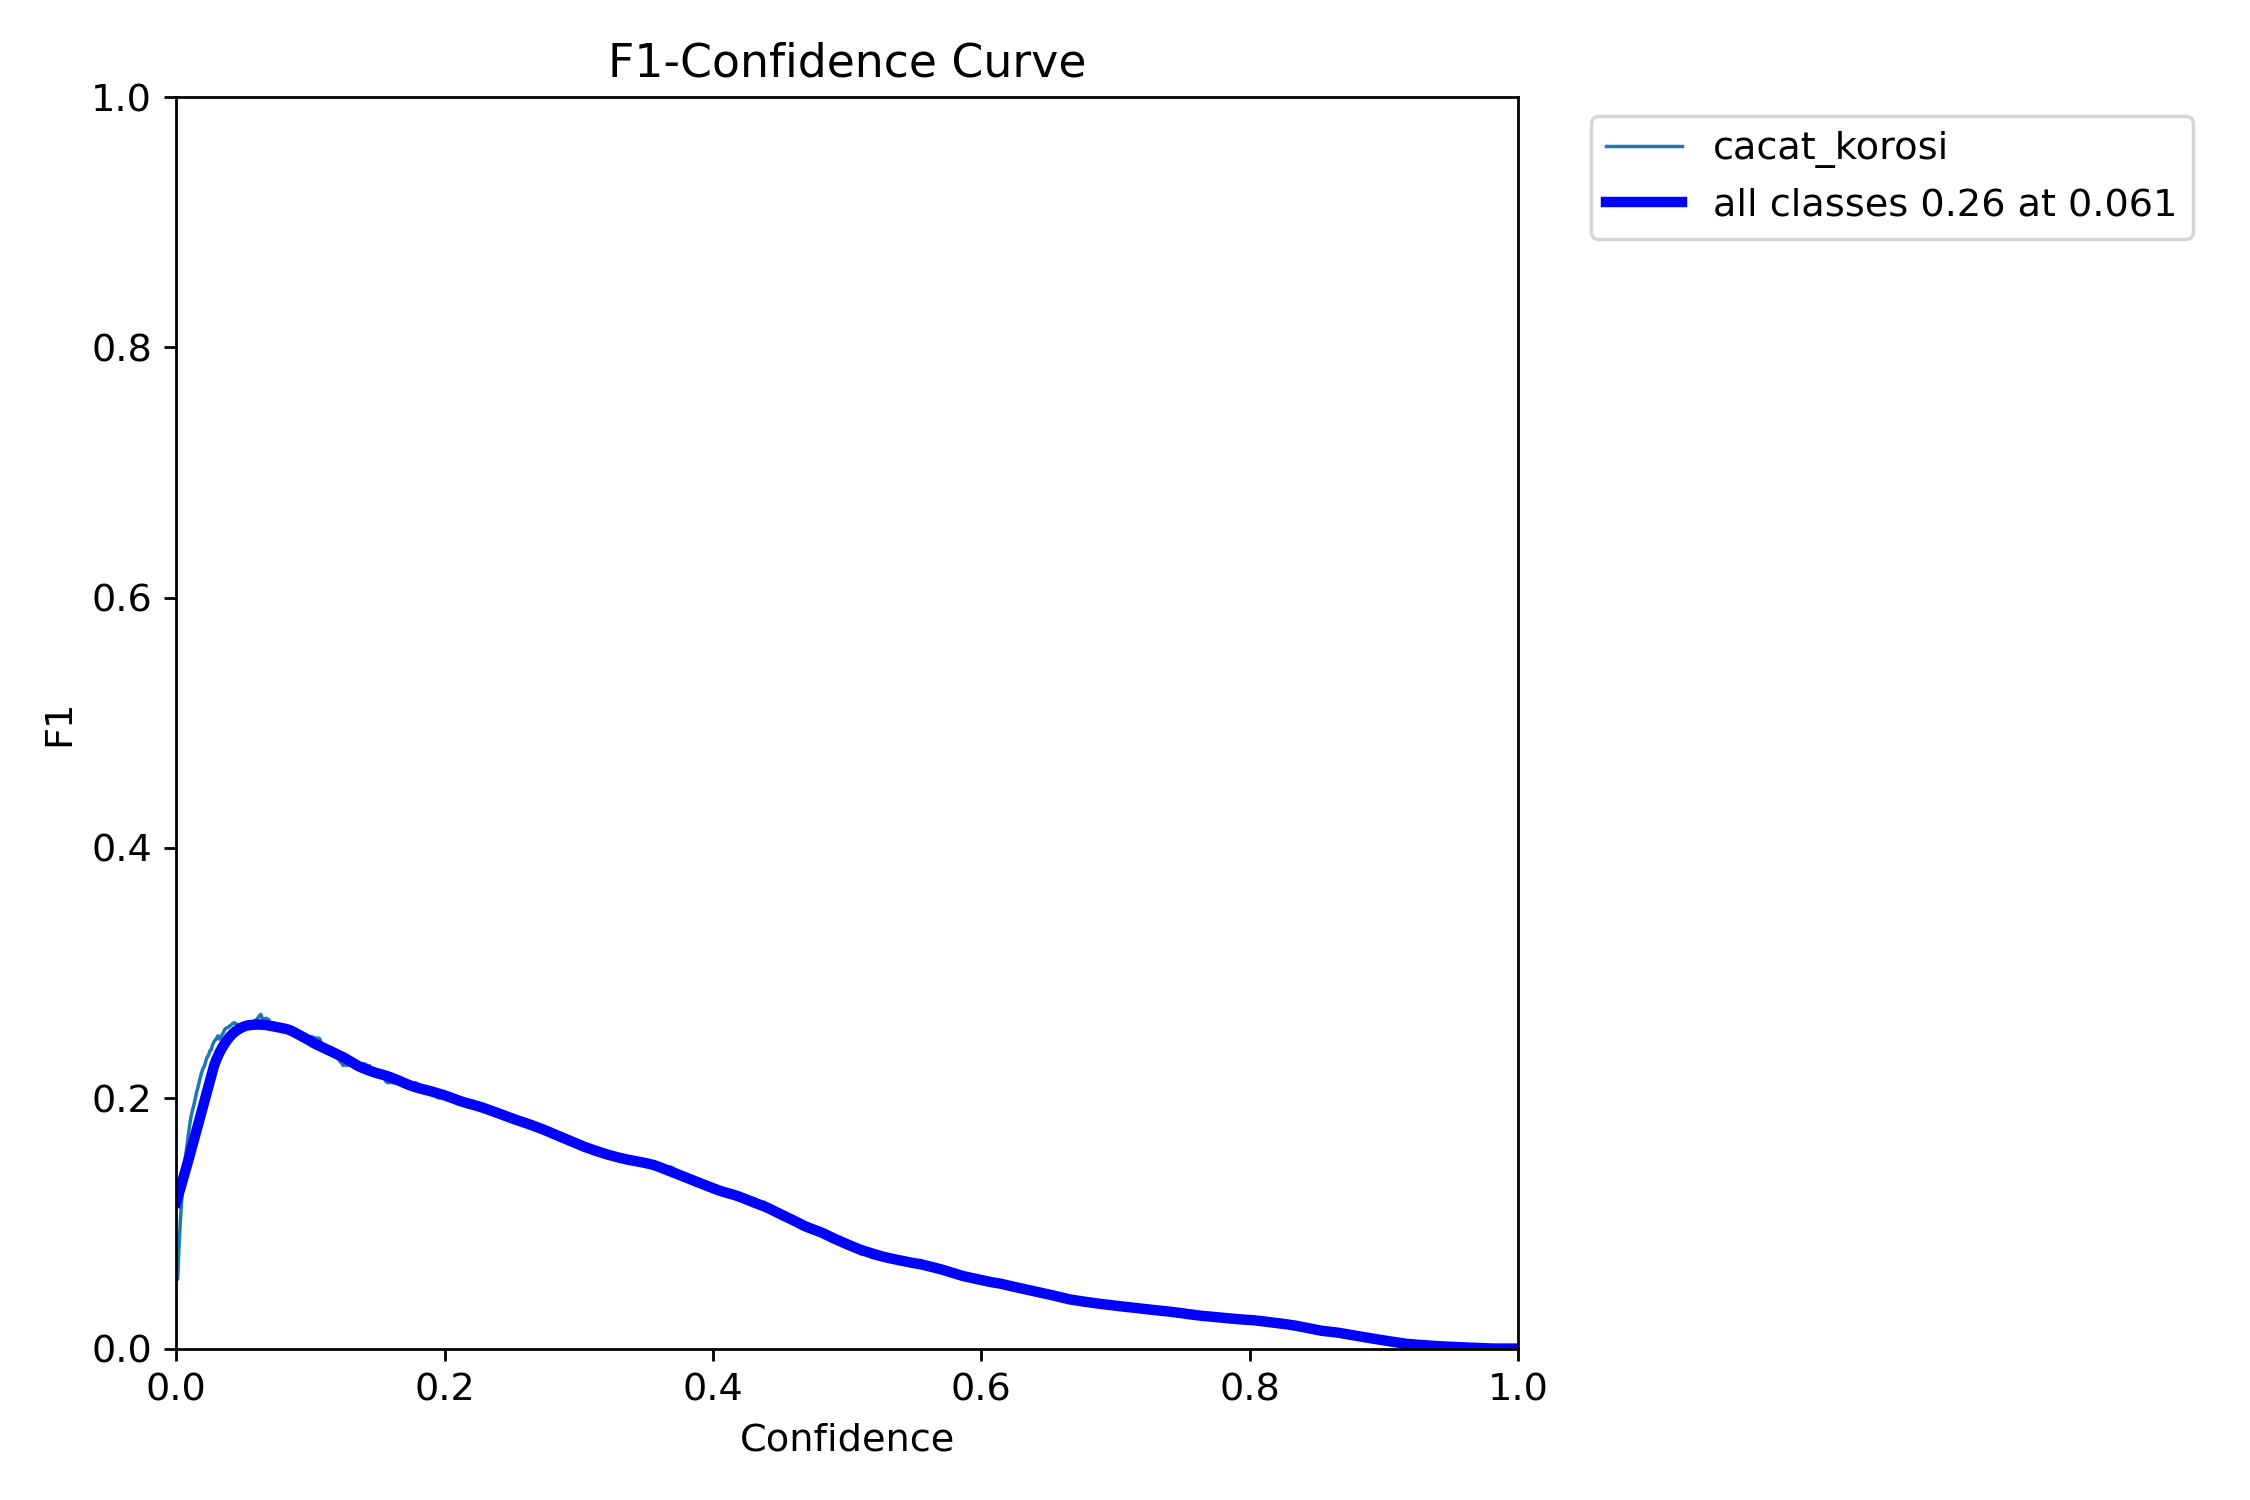 F1-Confidence Curve
1.0
0.8
0.6
0.4
0.2
0.0
F1
0.0 0.2 0.4 0.6 0.8 1.0
Confidence
cacat_korosi
all classes 0.26 at 0.061